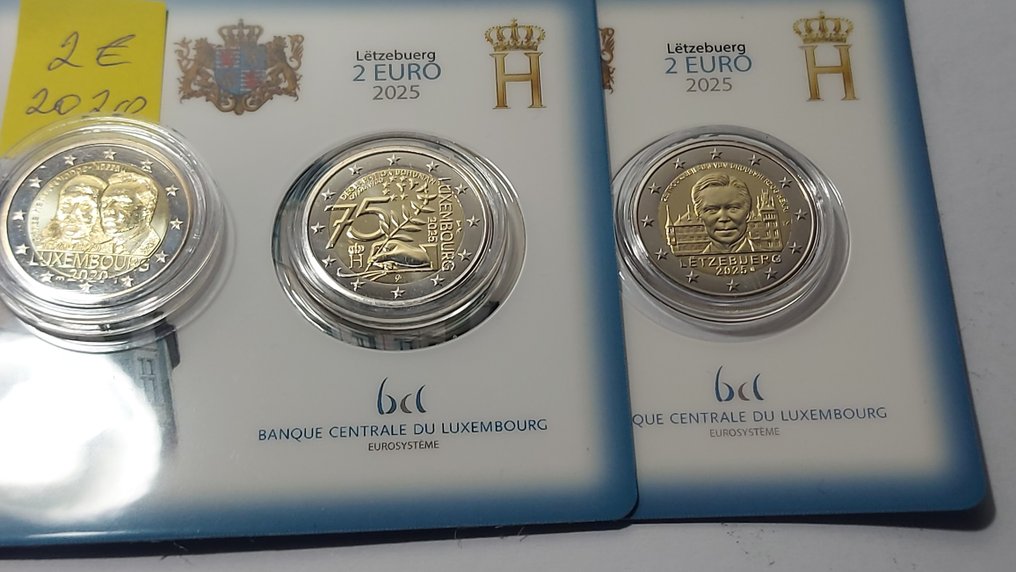 2 €
2020
LUXEMBOURG
2020
Lëtzebuerg
2 EURO
2025
H
75
LUXEMBOURG
2025
H
bcl
BANQUE CENTRALE DU LUXEMBOURG
EUROSYSTÈME
Lëtzebuerg
2 EURO
2025
H
LËTZEBUERG
2025
bcl
QUE CENTRALE DU LUXEMBOURG
EUROSYSTÈME